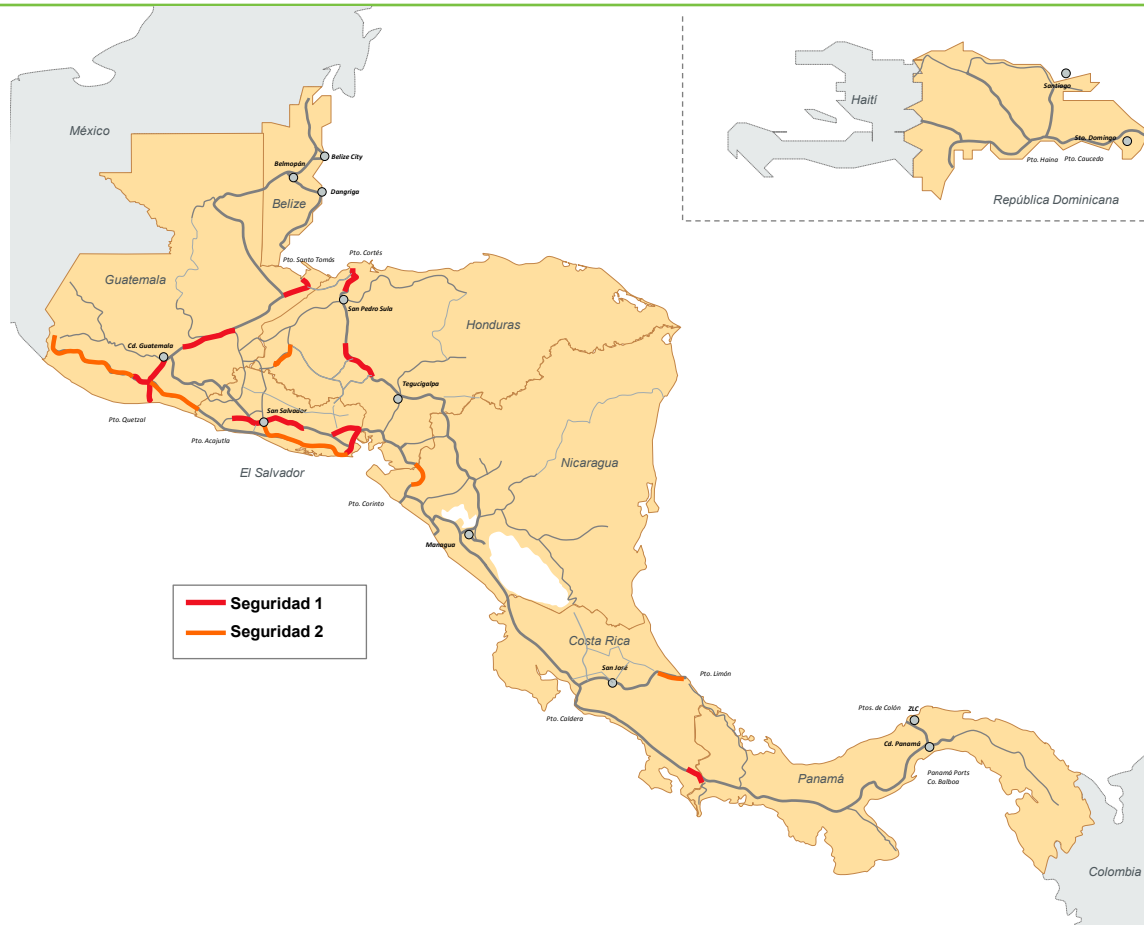 México
Haití
Santiago
Sto. Domingo
Pto. Haina
Pto. Caucedo
República Dominicana
Belize City
Belmopán
Dangriga
Belize
Pto. Santo Tomás
Pto. Cortés
Guatemala
San Pedro Sula
Honduras
Cd. Guatemala
Tegucigalpa
Pto. Quetzal
San Salvador
Pto. Acajutla
El Salvador
Nicaragua
Pto. Corinto
Managua
Seguridad 1
Seguridad 2
Costa Rica
San José
Pto. Limón
Pto. Caldera
Ptos. de Colón
ZLC
Cd. Panamá
Panamá
Panamá Ports
Co. Balboa
Colombia